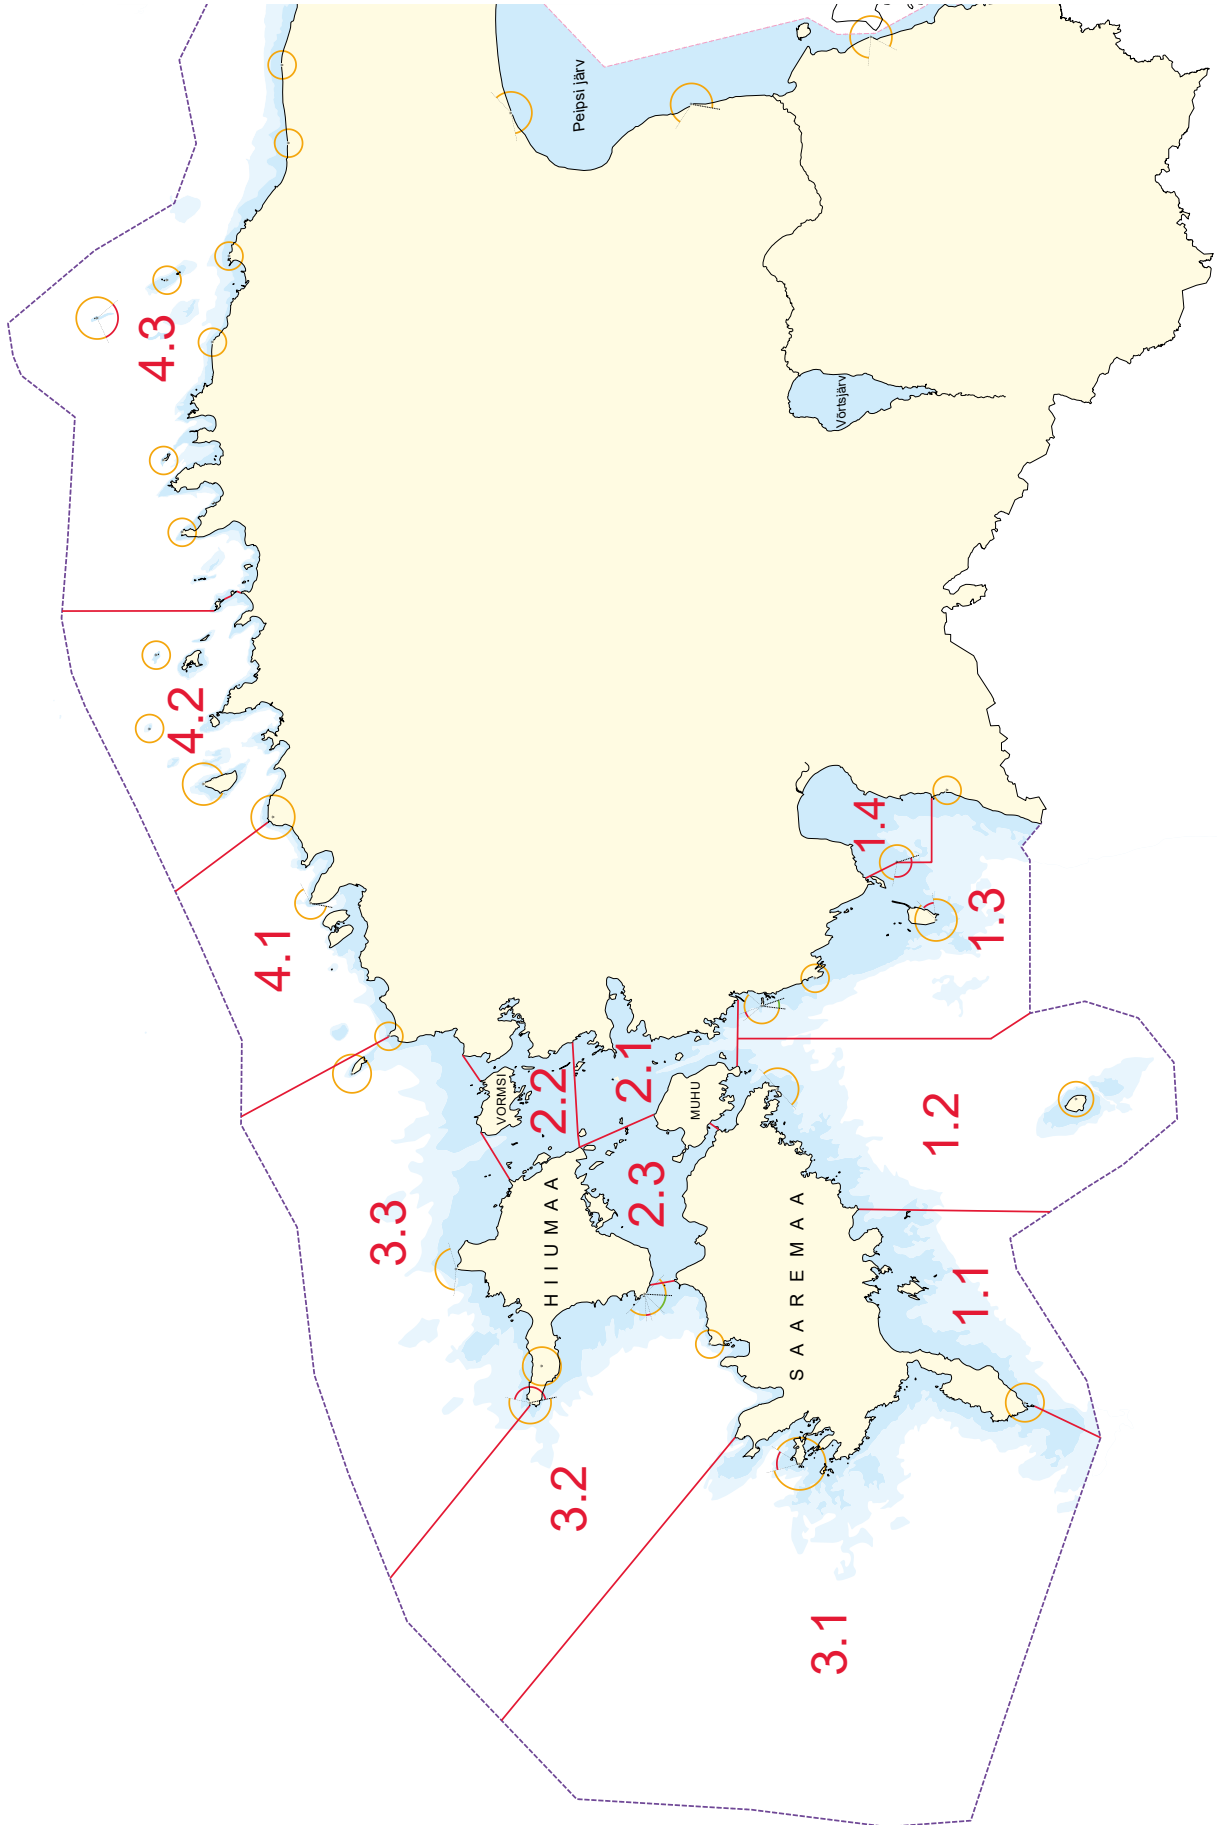 4.3
4.2
4.1
3.3
3.2
3.1
2.2
2.1
2.3
1.4
1.3
1.2
1.1
Peipsi järv
Võrtsjärv
VORMSI
MUHU
HIIUMAA
SAAREMAA